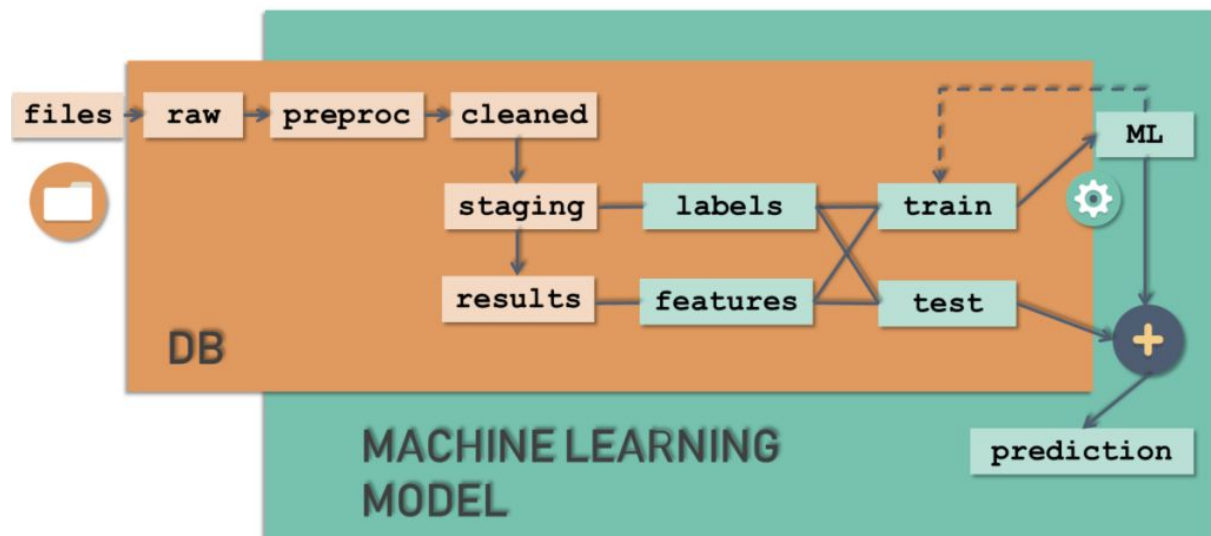 files
raw
preproc
cleaned
ML
staging
labels
train
results
features
test
+
DB
MACHINE LEARNING
MODEL
prediction